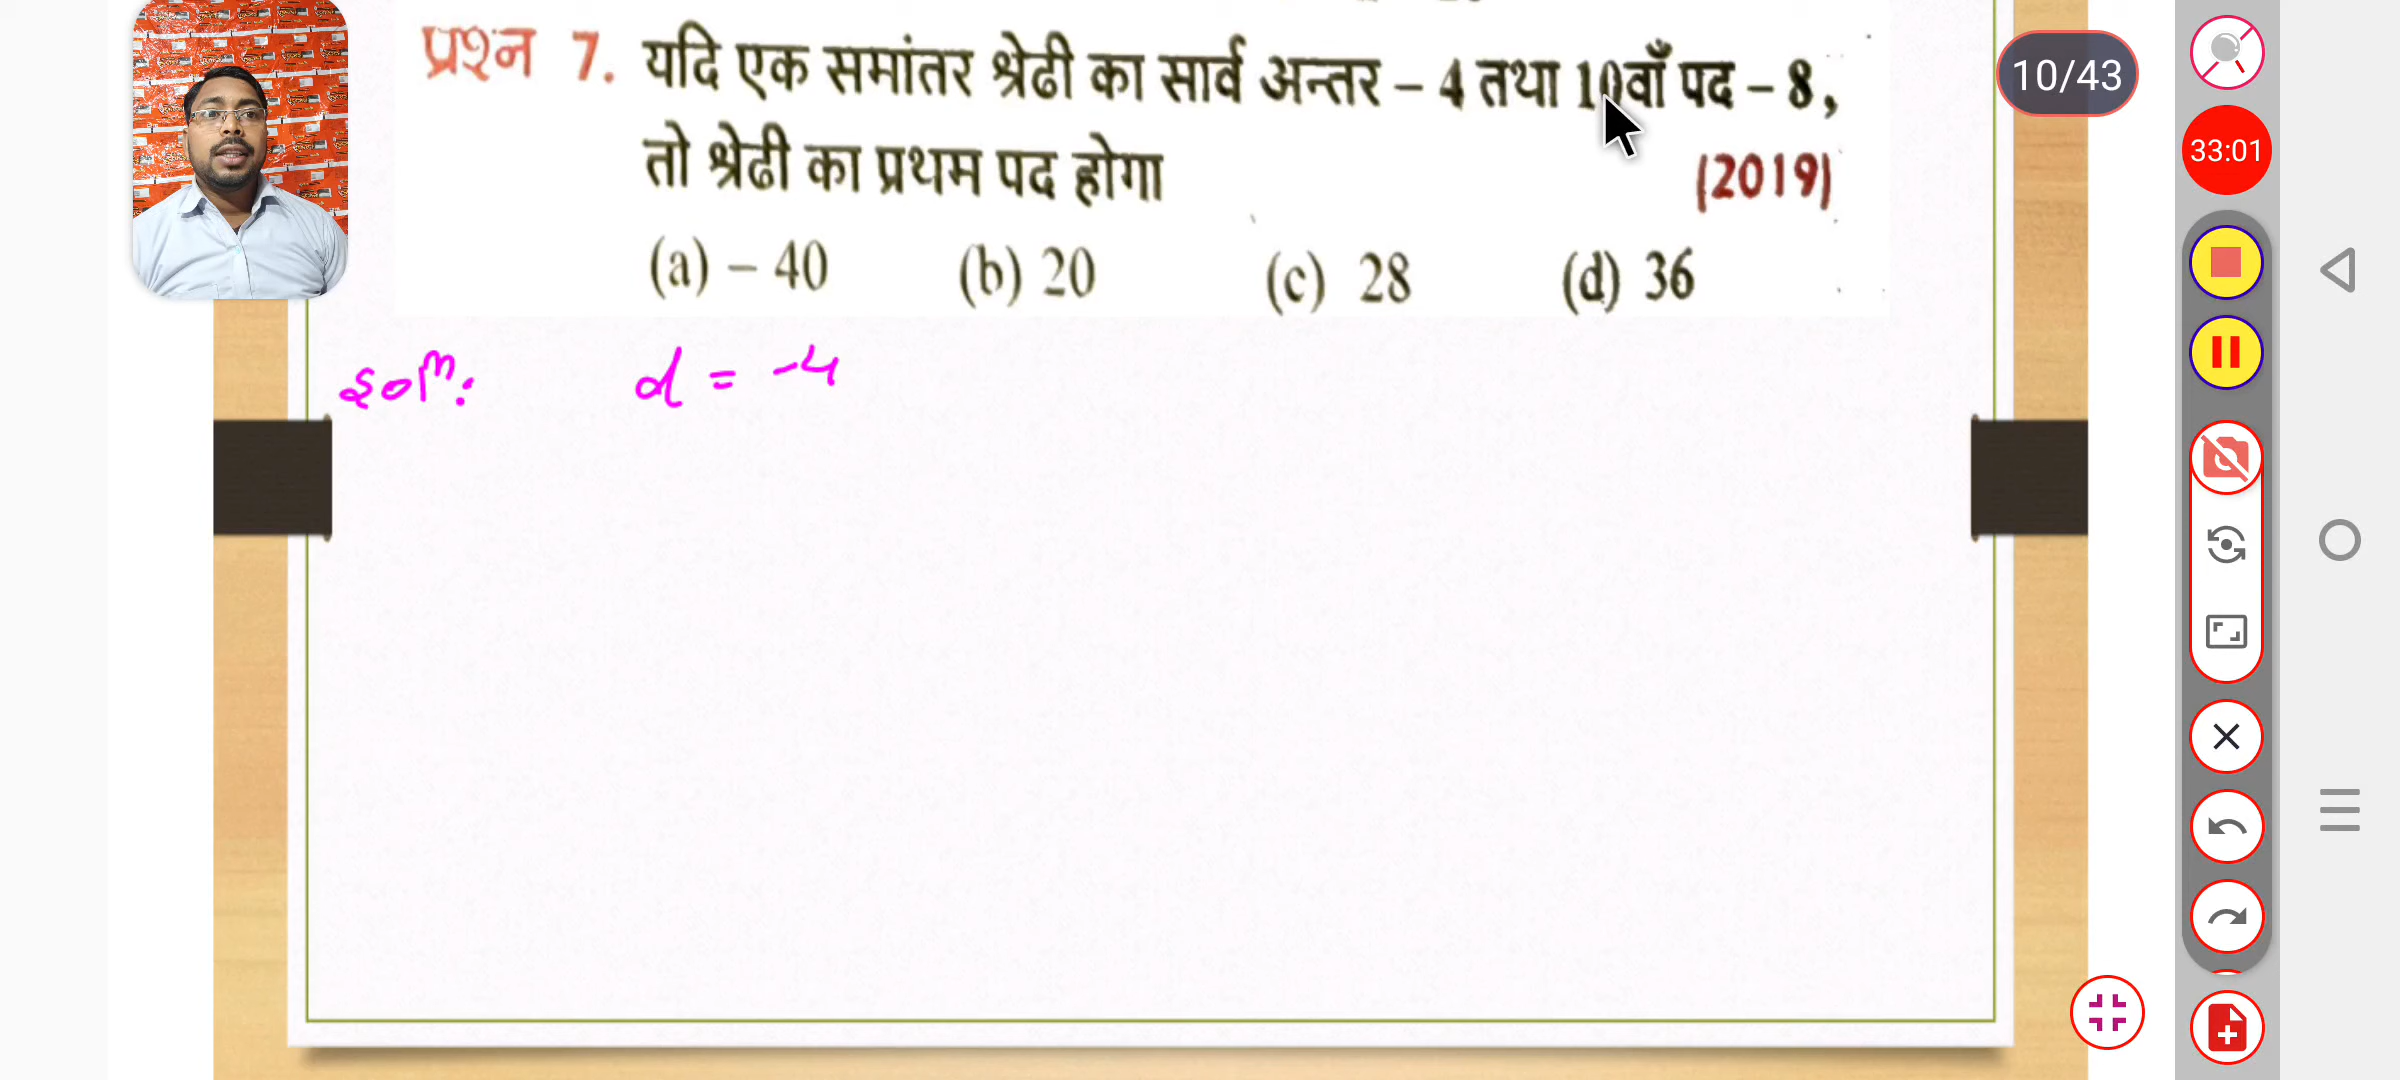 प्रश्न 7. यदि एक समांतर श्रेढी का सार्व अन्तर – 4 तथा 10वाँ पद – 8,
तो श्रेढी का प्रथम पद होगा (2019)
(a) – 40 (b) 20 (c) 28 (d) 36
Solⁿ: d = -4
10/43
33:01